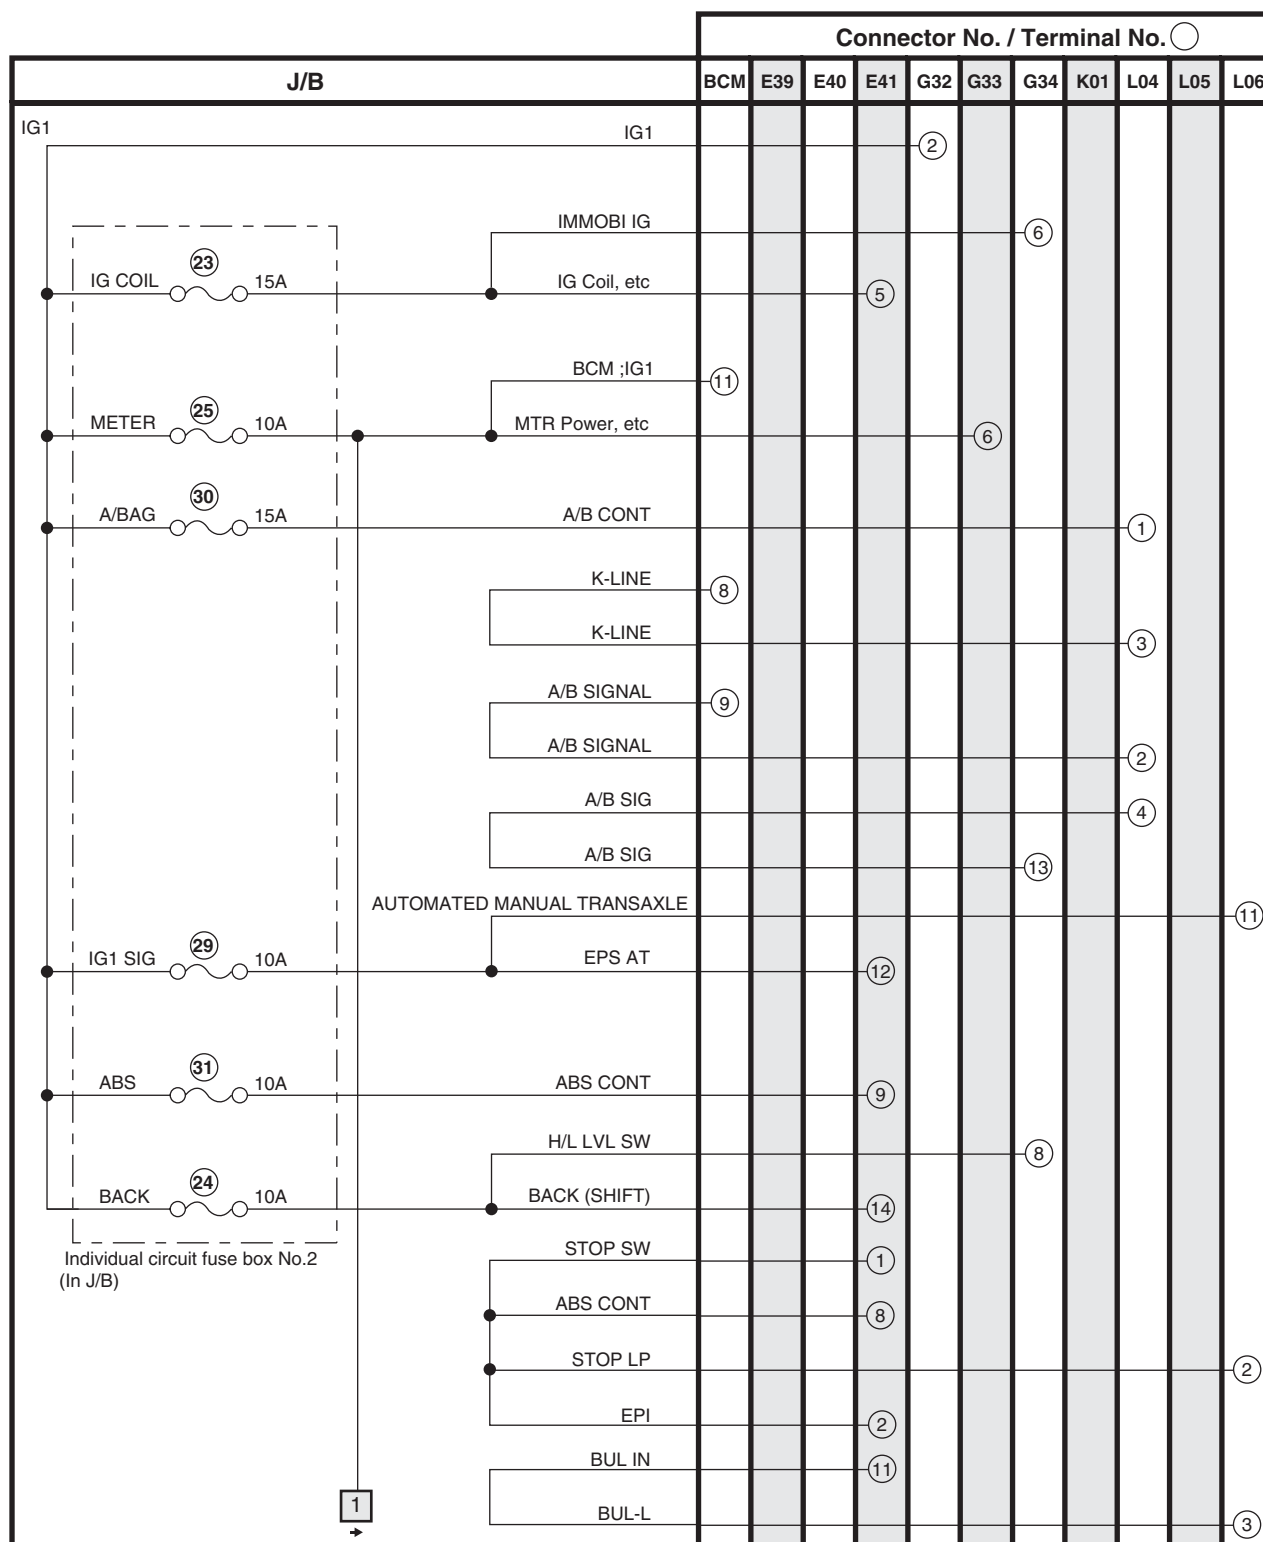 Connector No. / Terminal No.
J/B BCM E39 E40 E41 G32 G33 G34 K01 L04 L05 L06
IG1
IG1 2
IMMOBI IG 6
23
IG COIL 15A IG Coil, etc 5
BCM ;IG1 11
25
METER 10A MTR Power, etc 6
30
A/BAG 15A A/B CONT 1
K-LINE 8
K-LINE 3
A/B SIGNAL 9
A/B SIGNAL 2
A/B SIG 4
A/B SIG 13
AUTOMATED MANUAL TRANSAXLE 11
29
IG1 SIG 10A EPS AT 12
31
ABS 10A ABS CONT 9
H/L LVL SW 8
24
BACK 10A BACK (SHIFT) 14
Individual circuit fuse box No.2
(In J/B)
STOP SW 1
ABS CONT 8
STOP LP 2
EPI 2
BUL IN 11
1
BUL-L 3